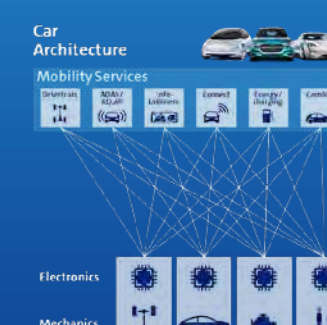 Car
Architecture
Mobility Services
Drivetrain
ADAS /
AD, AP
Info-
tainment
Connect
Energy /
charging
Electronics
Mechanics